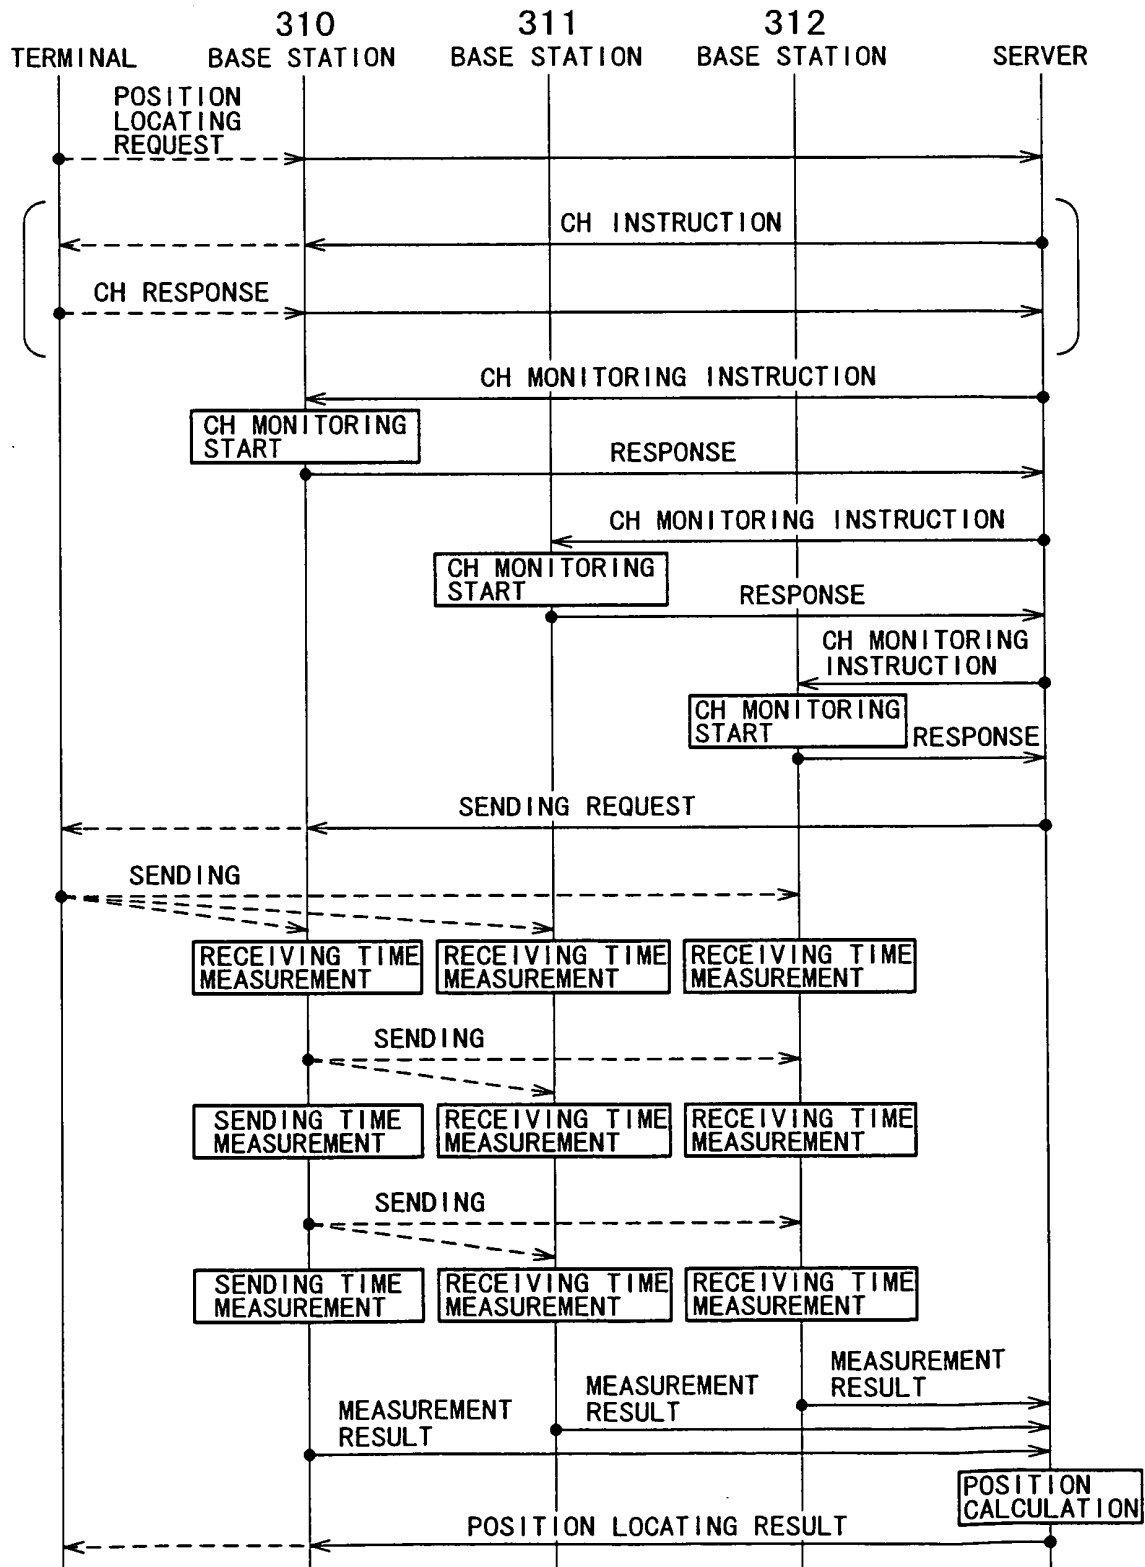 310
311
312
TERMINAL
BASE STATION
BASE STATION
BASE STATION
SERVER
POSITION
LOCATING
REQUEST
CH INSTRUCTION
CH RESPONSE
CH MONITORING INSTRUCTION
CH MONITORING
START
RESPONSE
CH MONITORING INSTRUCTION
CH MONITORING
START
RESPONSE
CH MONITORING
INSTRUCTION
CH MONITORING
START
RESPONSE
SENDING REQUEST
SENDING
RECEIVING TIME
MEASUREMENT
RECEIVING TIME
MEASUREMENT
RECEIVING TIME
MEASUREMENT
SENDING
SENDING TIME
MEASUREMENT
RECEIVING TIME
MEASUREMENT
RECEIVING TIME
MEASUREMENT
SENDING
SENDING TIME
MEASUREMENT
RECEIVING TIME
MEASUREMENT
RECEIVING TIME
MEASUREMENT
MEASUREMENT
RESULT
MEASUREMENT
RESULT
MEASUREMENT
RESULT
POSITION
CALCULATION
POSITION LOCATING RESULT